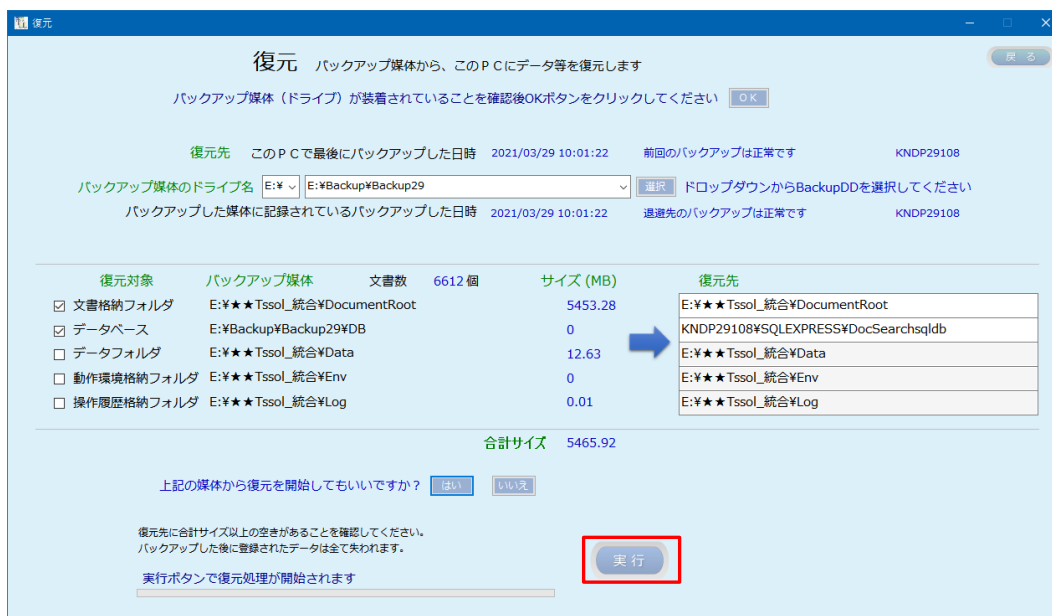 復元
復元 バックアップ媒体から、このPCにデータ等を復元します 戻 る
バックアップ媒体（ドライブ）が装着されていることを確認後OKボタンをクリックしてください OK
復元先 このPCで最後にバックアップした日時 2021/03/29 10:01:22 前回のバックアップは正常です KNDP29108
バックアップ媒体のドライブ名 E:¥ E:¥Backup¥Backup29 選択 ドロップダウンからBackupDDを選択してください
バックアップした媒体に記録されているバックアップした日時 2021/03/29 10:01:22 退避先のバックアップは正常です KNDP29108
復元対象 バックアップ媒体 文書数 6612個 サイズ (MB) 復元先
文書格納フォルダ E:¥★★Tssol_統合¥DocumentRoot 5453.28 E:¥★★Tssol_統合¥DocumentRoot
データベース E:¥Backup¥Backup29¥DB 0 KNDP29108¥SQLEXPRESS¥DocSearchsqldb
データフォルダ E:¥★★Tssol_統合¥Data 12.63 E:¥★★Tssol_統合¥Data
動作環境格納フォルダ E:¥★★Tssol_統合¥Env 0 E:¥★★Tssol_統合¥Env
操作履歴格納フォルダ E:¥★★Tssol_統合¥Log 0.01 E:¥★★Tssol_統合¥Log
合計サイズ 5465.92
上記の媒体から復元を開始してもいいですか？ はい いいえ
復元先に合計サイズ以上の空きがあることを確認してください。
バックアップした後に登録されたデータは全て失われます。
実行
実行ボタンで復元処理が開始されます